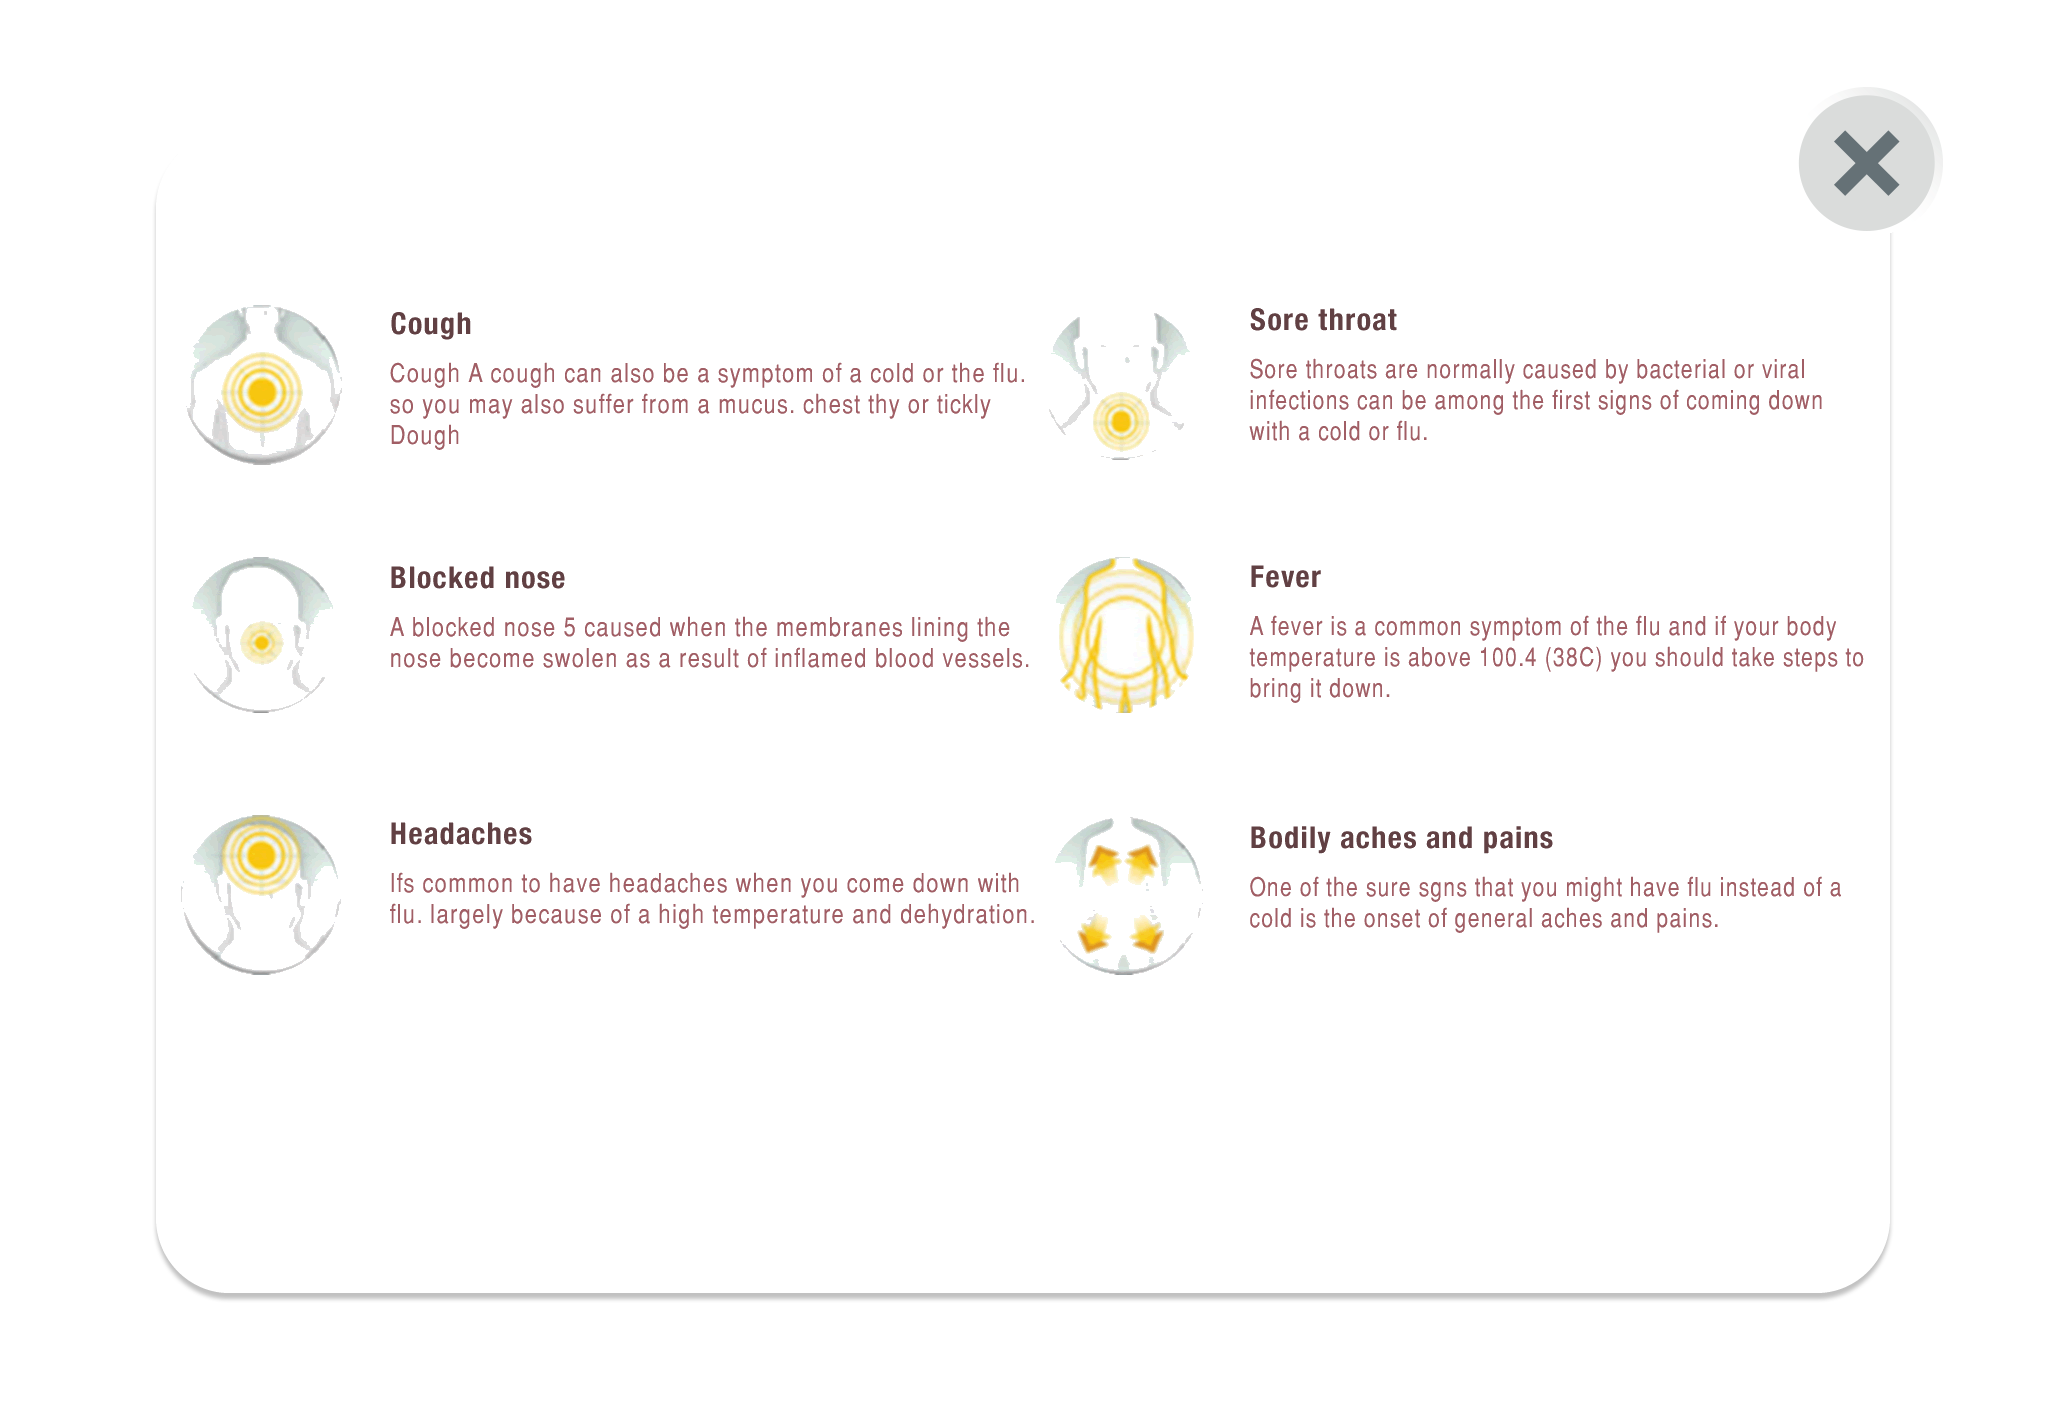 Cough
Cough A cough can also be a symptom of a cold or the flu.
so you may also suffer from a mucus. chest thy or tickly
Dough
Sore throat
Sore throats are normally caused by bacterial or viral
infections can be among the first signs of coming down
with a cold or flu.
Blocked nose
A blocked nose 5 caused when the membranes lining the
nose become swolen as a result of inflamed blood vessels.
Fever
A fever is a common symptom of the flu and if your body
temperature is above 100.4 (38C) you should take steps to
bring it down.
Headaches
Ifs common to have headaches when you come down with
flu. largely because of a high temperature and dehydration.
Bodily aches and pains
One of the sure sgns that you might have flu instead of a
cold is the onset of general aches and pains.